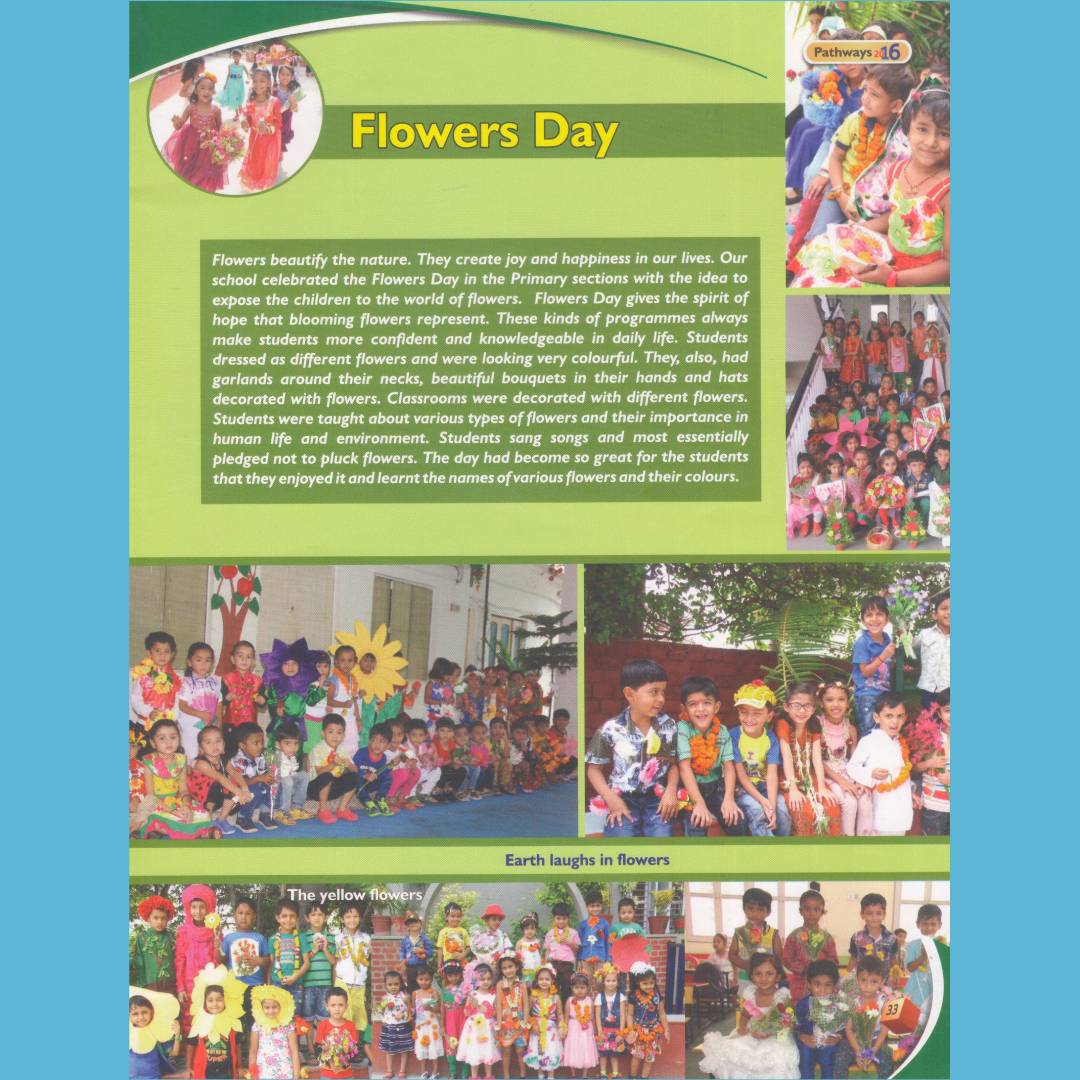 Pathways 2016
Flowers Day
Flowers beautify the nature. They create joy and happiness in our lives. Our
school celebrated the Flowers Day in the Primary sections with the idea to
expose the children to the world of flowers. Flowers Day gives the spirit of
hope that blooming flowers represent. These kinds of programmes always
make students more confident and knowledgeable in daily life. Students
dressed as different flowers and were looking very colourful. They, also, had
garlands around their necks, beautiful bouquets in their hands and hats
decorated with flowers. Classrooms were decorated with different flowers.
Students were taught about various types of flowers and their importance in
human life and environment. Students sang songs and most essentially
pledged not to pluck flowers. The day had become so great for the students
that they enjoyed it and learnt the names of various flowers and their colours.
Earth laughs in flowers
The yellow flowers
33